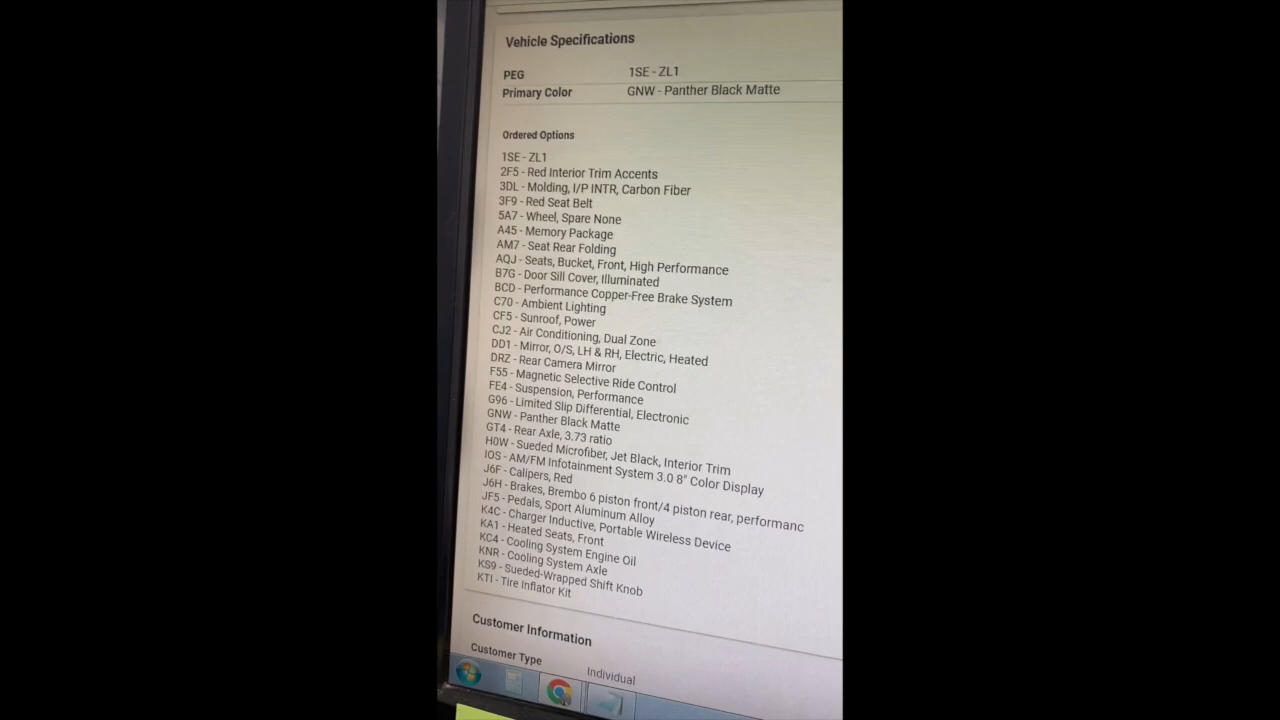 Vehicle Specifications
PEG 1SE - ZL1
Primary Color GNW - Panther Black Matte
Ordered Options
1SE - ZL1
2F5 - Red Interior Trim Accents
3DL - Molding, I/P INTR, Carbon Fiber
3F9 - Red Seat Belt
5A7 - Wheel, Spare None
A45 - Memory Package
AM7 - Seat Rear Folding
AQJ - Seats, Bucket, Front, High Performance
B7G - Door Sill Cover, Illuminated
BCD - Performance Copper-Free Brake System
C70 - Ambient Lighting
CF5 - Sunroof, Power
CJ2 - Air Conditioning, Dual Zone
DD1 - Mirror, O/S, LH & RH, Electric, Heated
DRZ - Rear Camera Mirror
F55 - Magnetic Selective Ride Control
FE4 - Suspension, Performance
G96 - Limited Slip Differential, Electronic
GNW - Panther Black Matte
GT4 - Rear Axle, 3.73 ratio
H0W - Sueded Microfiber, Jet Black, Interior Trim
IOS - AM/FM Infotainment System 3.0 8" Color Display
J6F - Calipers, Red
J6H - Brakes, Brembo 6 piston front/4 piston rear, performanc
JF5 - Pedals, Sport Aluminum Alloy
K4C - Charger Inductive, Portable Wireless Device
KA1 - Heated Seats, Front
KC4 - Cooling System Engine Oil
KNR - Cooling System Axle
KS9 - Sueded-Wrapped Shift Knob
KTI - Tire Inflator Kit
Customer Information
Customer Type Individual